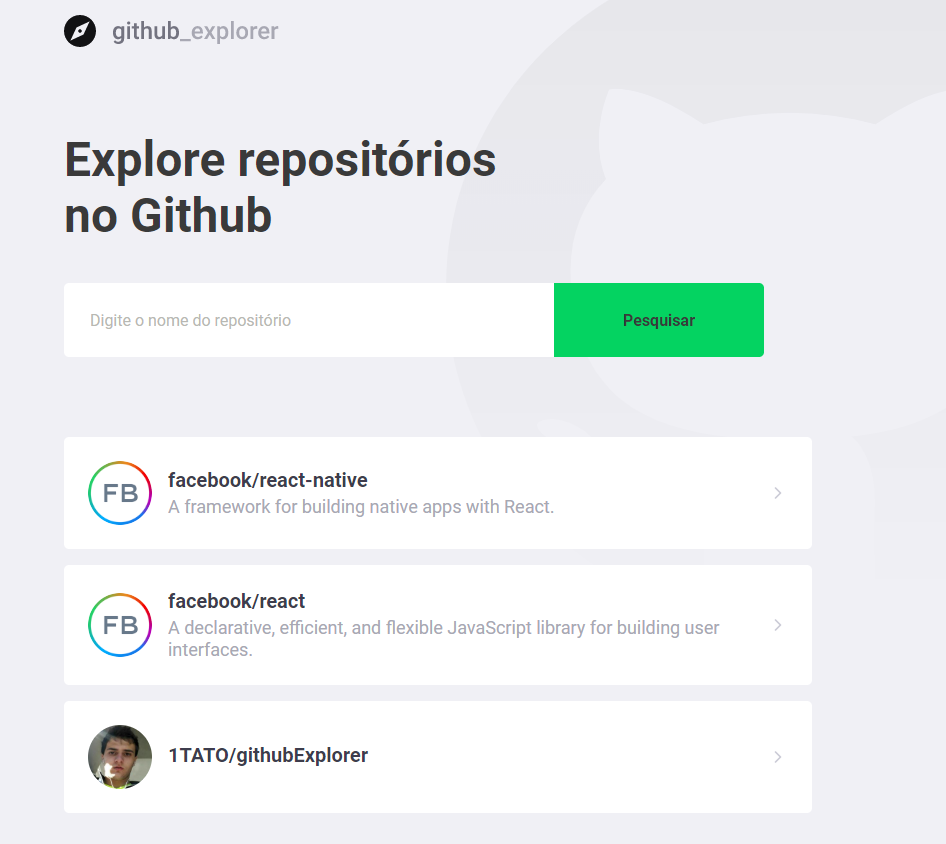 github_explorer
Explore repositórios
no Github
Digite o nome do repositório
Pesquisar
FB
facebook/react-native
A framework for building native apps with React.
FB
facebook/react
A declarative, efficient, and flexible JavaScript library for building user
interfaces.
1TATO/githubExplorer